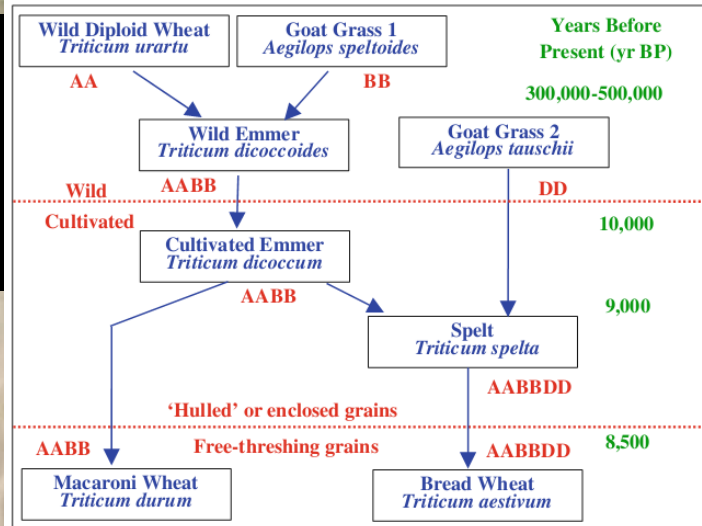 Wild Diploid Wheat
Triticum urartu
Goat Grass 1
Aegilops speltoides
Years Before
Present (yr BP)
AA
BB
300,000-500,000
Wild Emmer
Triticum dicoccoides
Goat Grass 2
Aegilops tauschii
Wild
AABB
DD
Cultivated
10,000
Cultivated Emmer
Triticum dicoccum
AABB
9,000
Spelt
Triticum spelta
AABBDD
‘Hulled’ or enclosed grains
AABB
Free-threshing grains
AABBDD
8,500
Macaroni Wheat
Triticum durum
Bread Wheat
Triticum aestivum